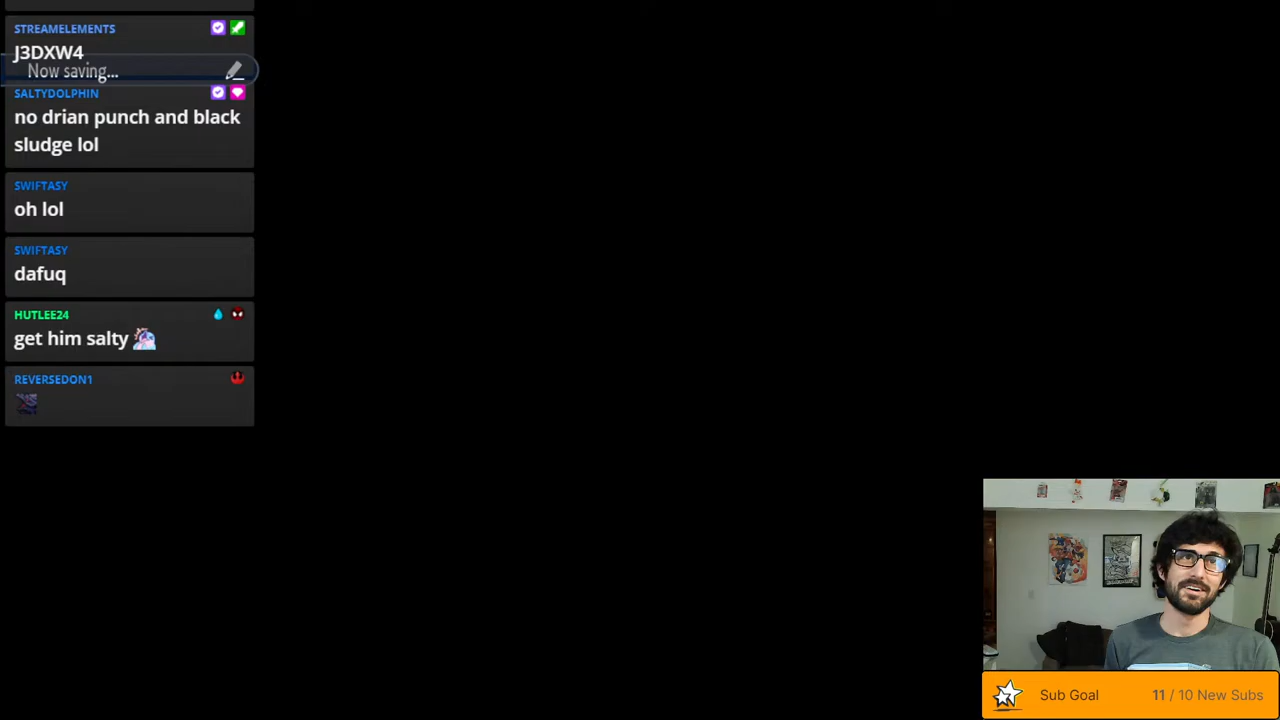 STREAMELEMENTS
J3DXW4
Now saving...
SALTYDOLPHIN
no drian punch and black
sludge lol
SWIFTASY
oh lol
SWIFTASY
dafuq
HUTLEE24
get him salty
REVERSEDON1
Sub Goal 11 / 10 New Subs